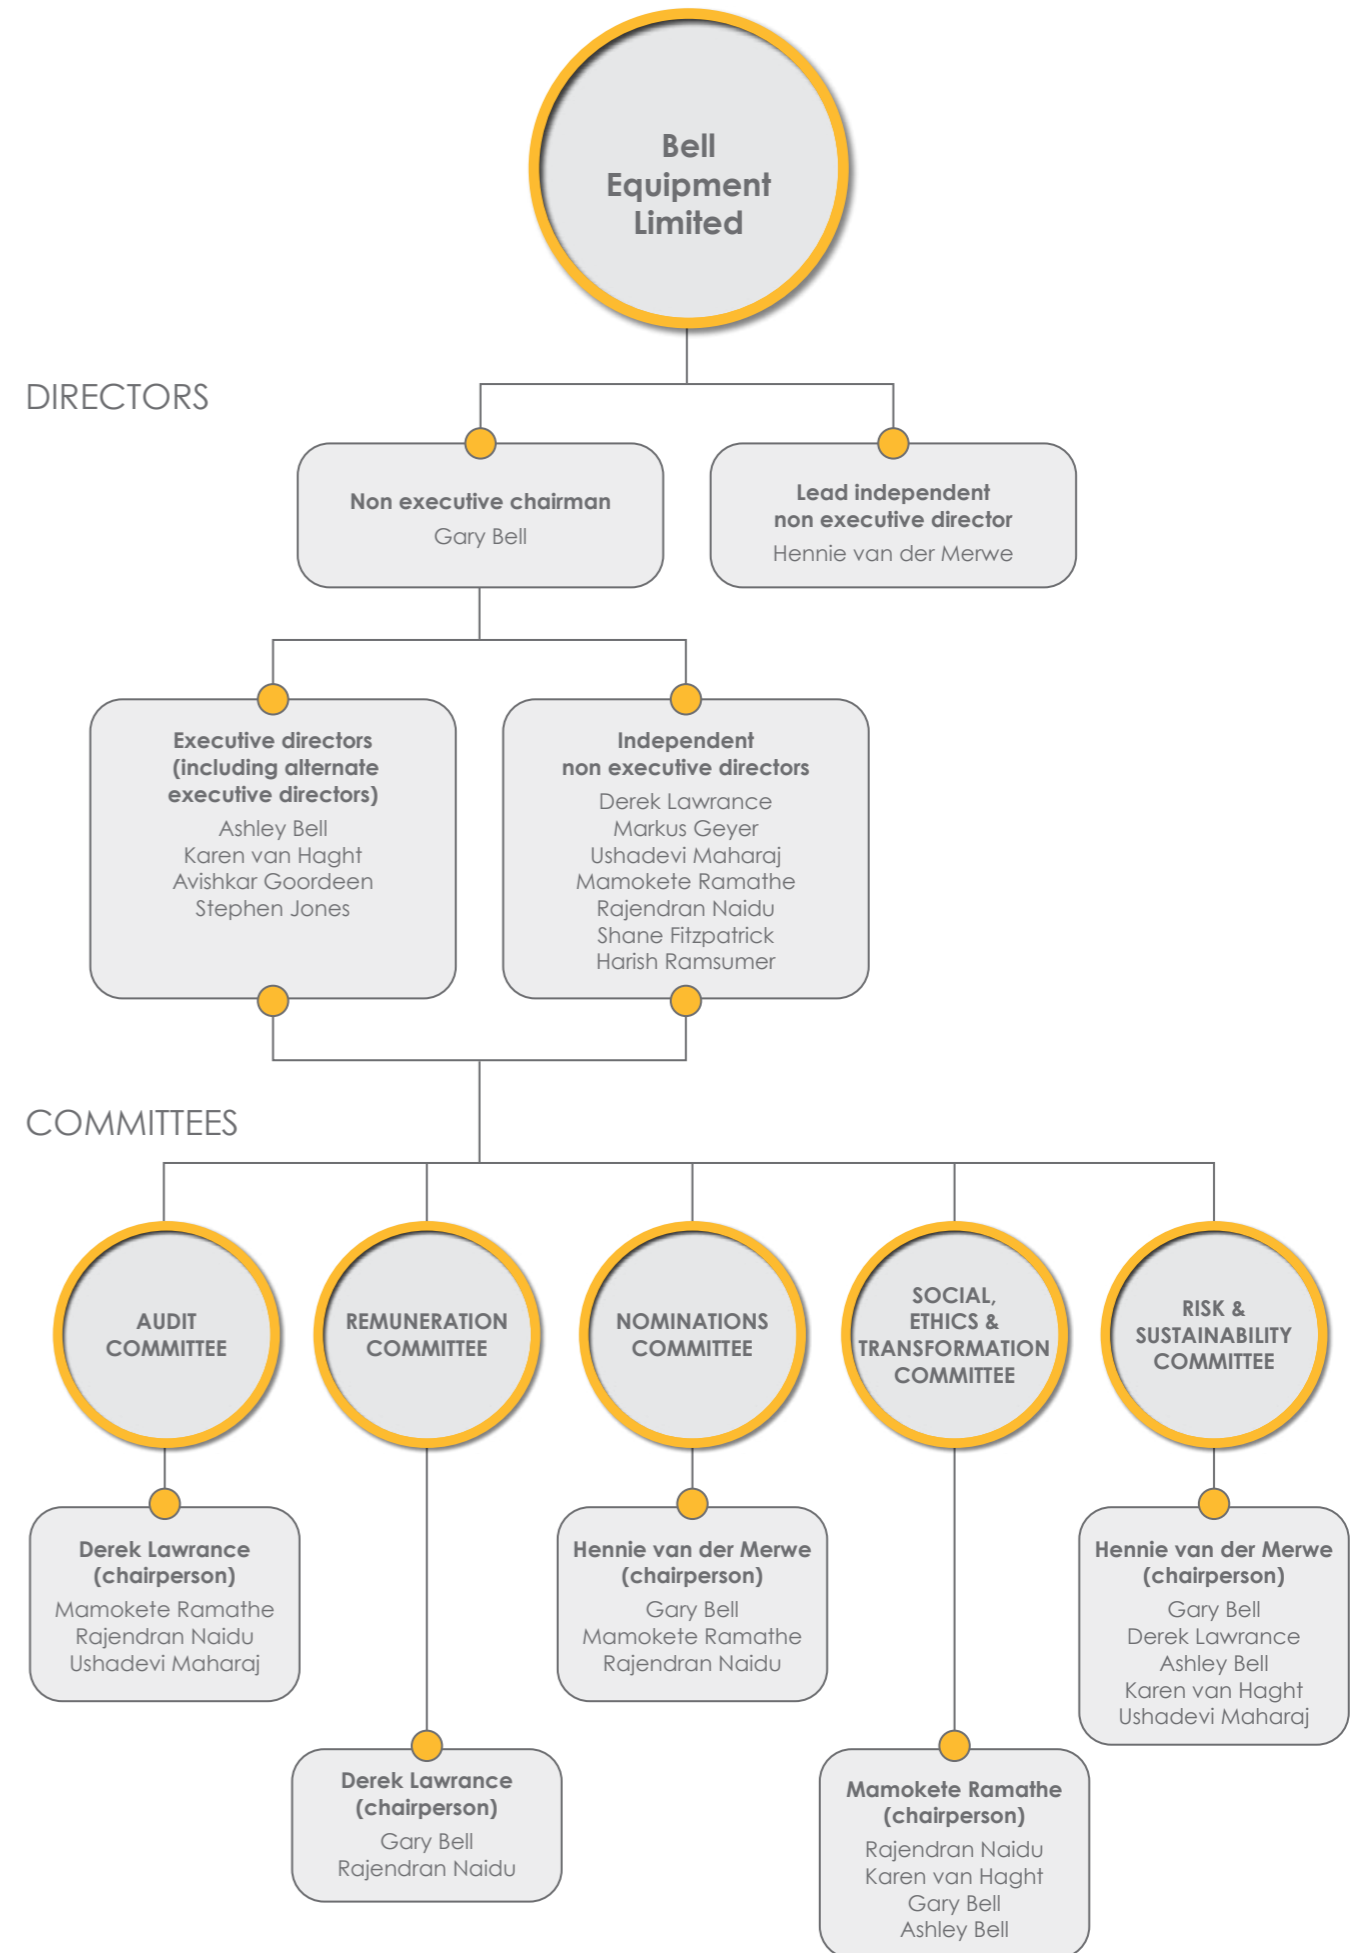 Bell
Equipment
Limited
DIRECTORS
Non executive chairman
Gary Bell
Lead independent
non executive director
Hennie van der Merwe
Executive directors
(including alternate
executive directors)
Ashley Bell
Karen van Haght
Avishkar Goordeen
Stephen Jones
Independent
non executive directors
Derek Lawrance
Markus Geyer
Ushadevi Maharaj
Mamokete Ramathe
Rajendran Naidu
Shane Fitzpatrick
Harish Ramsumer
COMMITTEES
AUDIT
COMMITTEE
REMUNERATION
COMMITTEE
NOMINATIONS
COMMITTEE
SOCIAL,
ETHICS &
TRANSFORMATION
COMMITTEE
RISK &
SUSTAINABILITY
COMMITTEE
Derek Lawrance
(chairperson)
Mamokete Ramathe
Rajendran Naidu
Ushadevi Maharaj
Derek Lawrance
(chairperson)
Gary Bell
Rajendran Naidu
Hennie van der Merwe
(chairperson)
Gary Bell
Mamokete Ramathe
Rajendran Naidu
Mamokete Ramathe
(chairperson)
Rajendran Naidu
Karen van Haght
Gary Bell
Ashley Bell
Hennie van der Merwe
(chairperson)
Gary Bell
Derek Lawrance
Ashley Bell
Karen van Haght
Ushadevi Maharaj